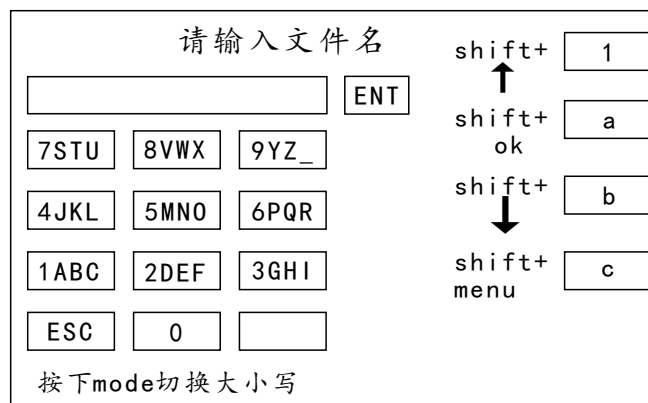 请输入文件名
ENT
7STU 8VWX 9YZ_
4JKL 5MNO 6PQR
1ABC 2DEF 3GHI
ESC 0
按下mode切换大小写
shift+ 1
shift+ a
ok
shift+ b
shift+ c
menu